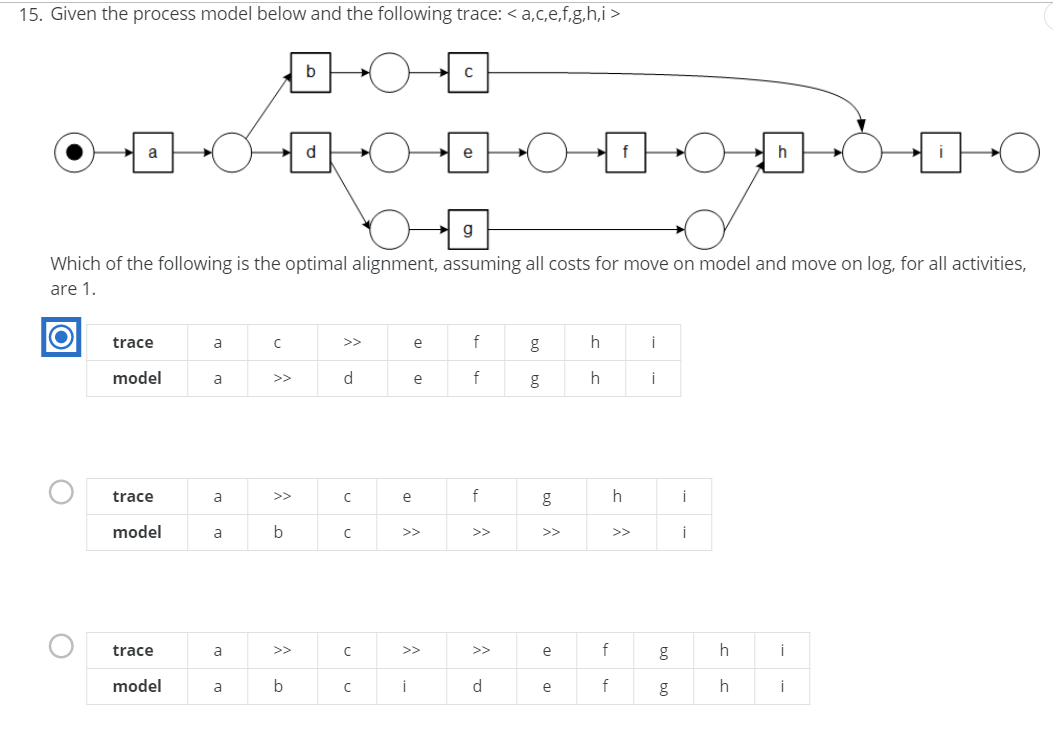 15. Given the process model below and the following trace: < a,c,e,f,g,h,i >
b c
a d e f h i
g
Which of the following is the optimal alignment, assuming all costs for move on model and move on log, for all activities,
are 1.
trace a c >> e f g h i
model a >> d e f g h i
trace a >> c e f g h i
model a b c >> >> >> >> i
trace a >> c >> >> e f g h i
model a b c i d e f g h i